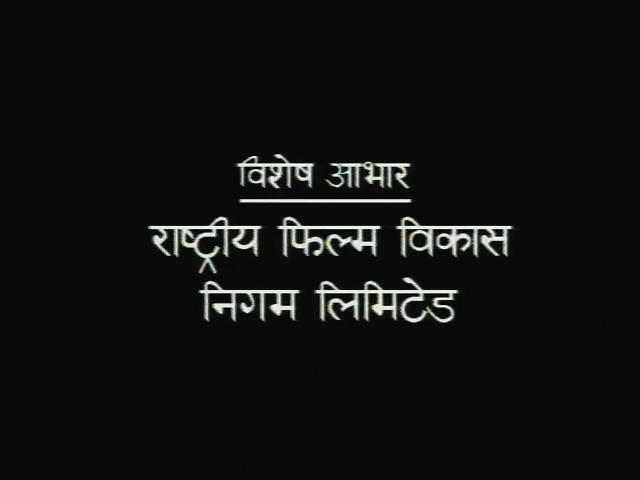 विशेष आभार
राष्ट्रीय फिल्म विकास
निगम लिमिटेड